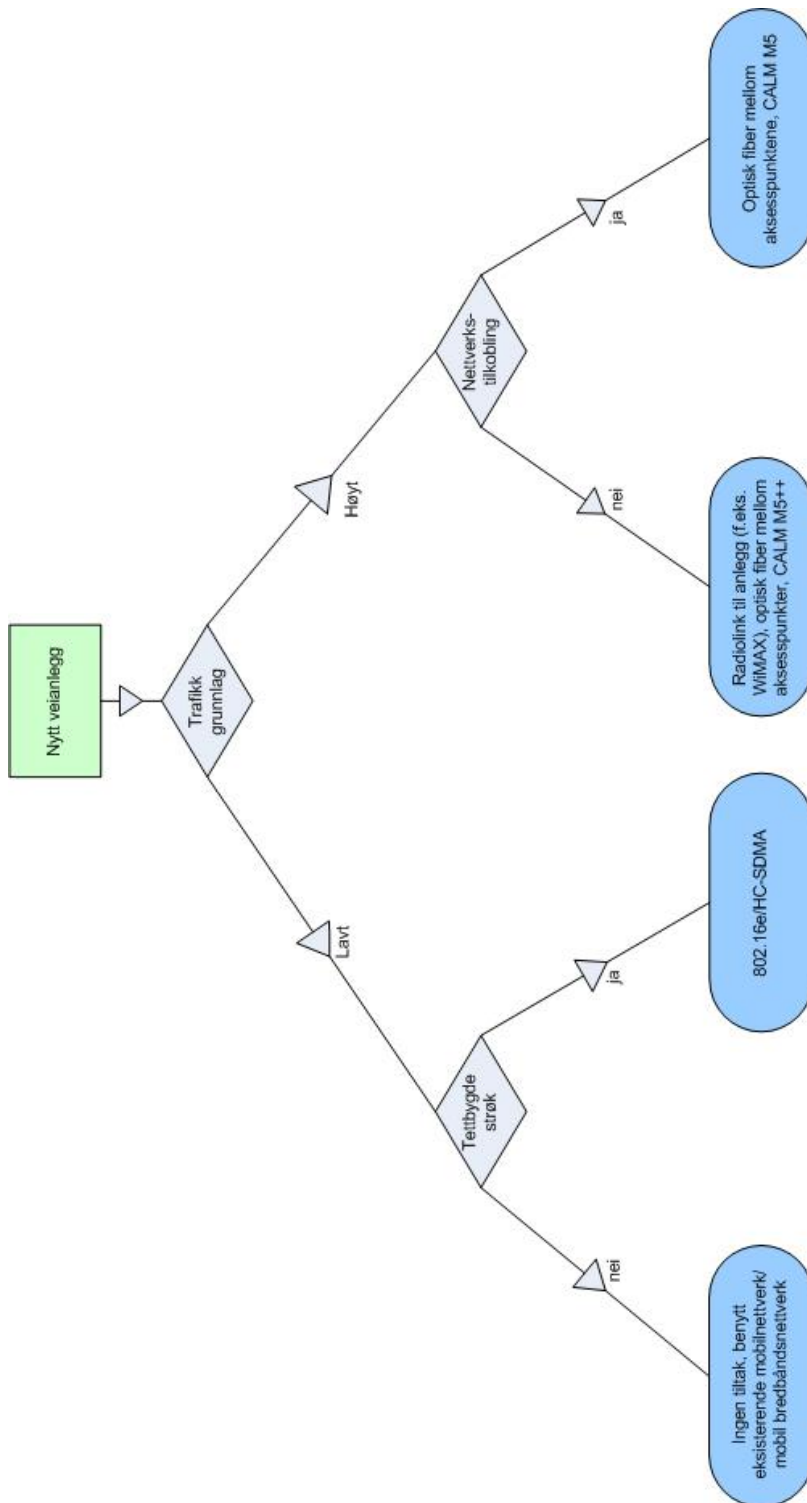 Nytt veianlegg
Trafikk
grunnlag
Lavt
Høyt
Tettbygde
strøk
Nettverks-
tilkobling
nei
ja
nei
ja
Ingen tiltak, benytt
eksisterende mobilnettverk/
mobil bredbåndsnettverk
802.16e/HC-SDMA
Radiolink til anlegg (f.eks.
WiMAX), optisk fiber mellom
aksesspunkter, CALM M5++
Optisk fiber mellom
aksesspunktene, CALM M5